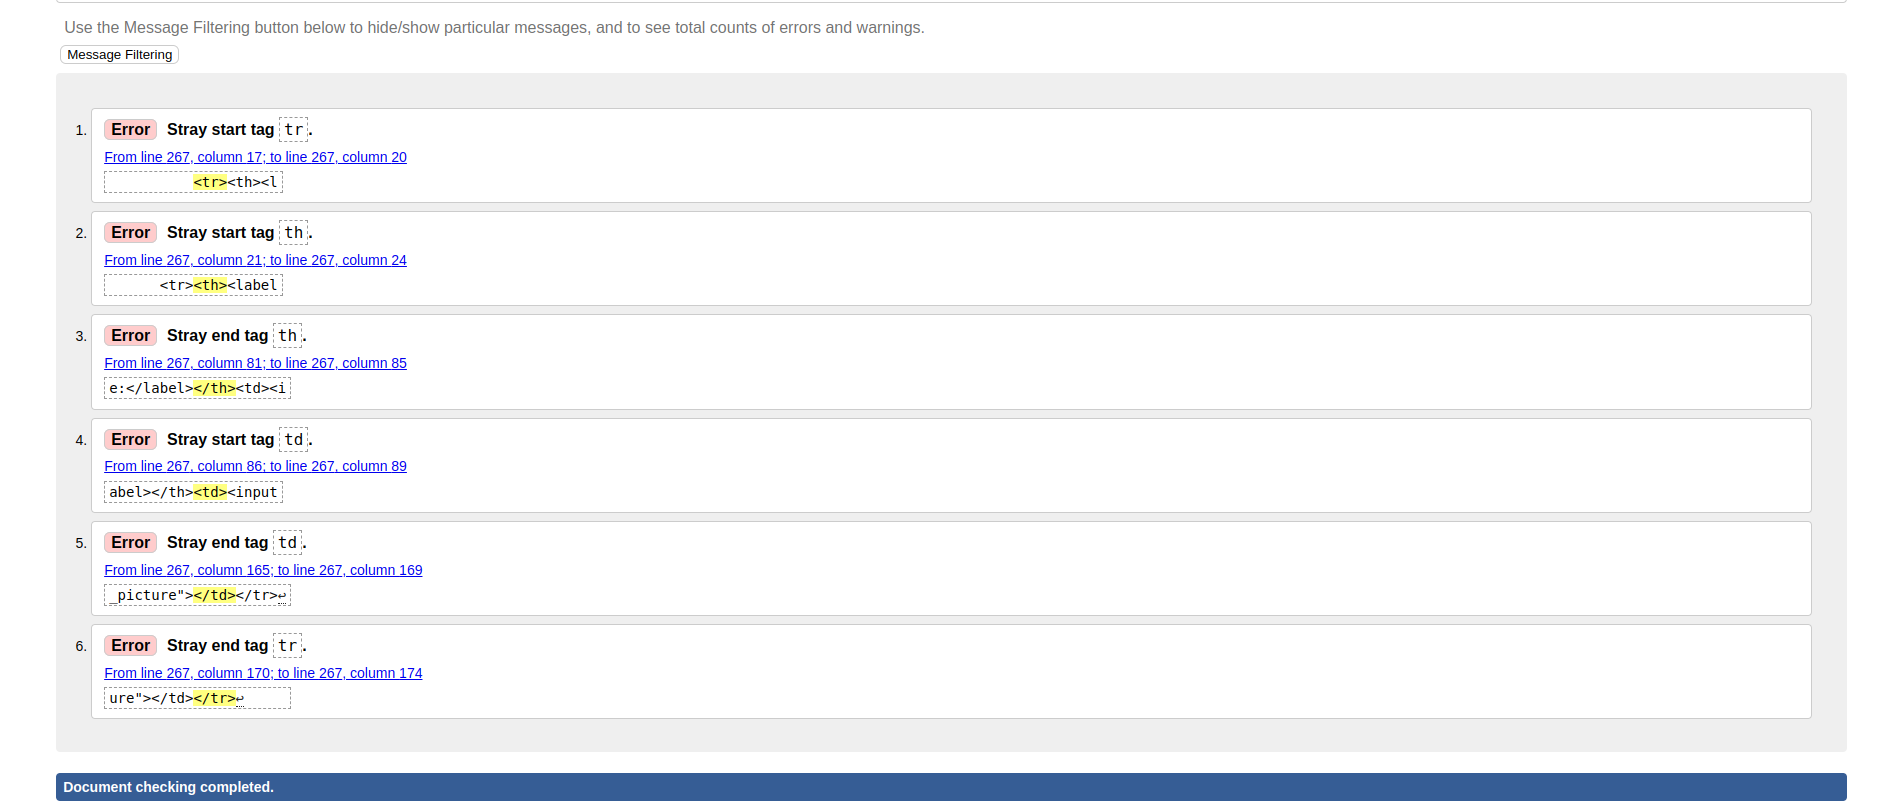 Use the Message Filtering button below to hide/show particular messages, and to see total counts of errors and warnings.
Message Filtering
1. Error Stray start tag tr.
From line 267, column 17; to line 267, column 20
<tr><th><l
2. Error Stray start tag th.
From line 267, column 21; to line 267, column 24
<tr><th><label
3. Error Stray end tag th.
From line 267, column 81; to line 267, column 85
e:</label></th><td><i
4. Error Stray start tag td.
From line 267, column 86; to line 267, column 89
abel></th><td><input
5. Error Stray end tag td.
From line 267, column 165; to line 267, column 169
_picture"></td></tr>↩
6. Error Stray end tag tr.
From line 267, column 170; to line 267, column 174
ure"></td></tr>↩
Document checking completed.